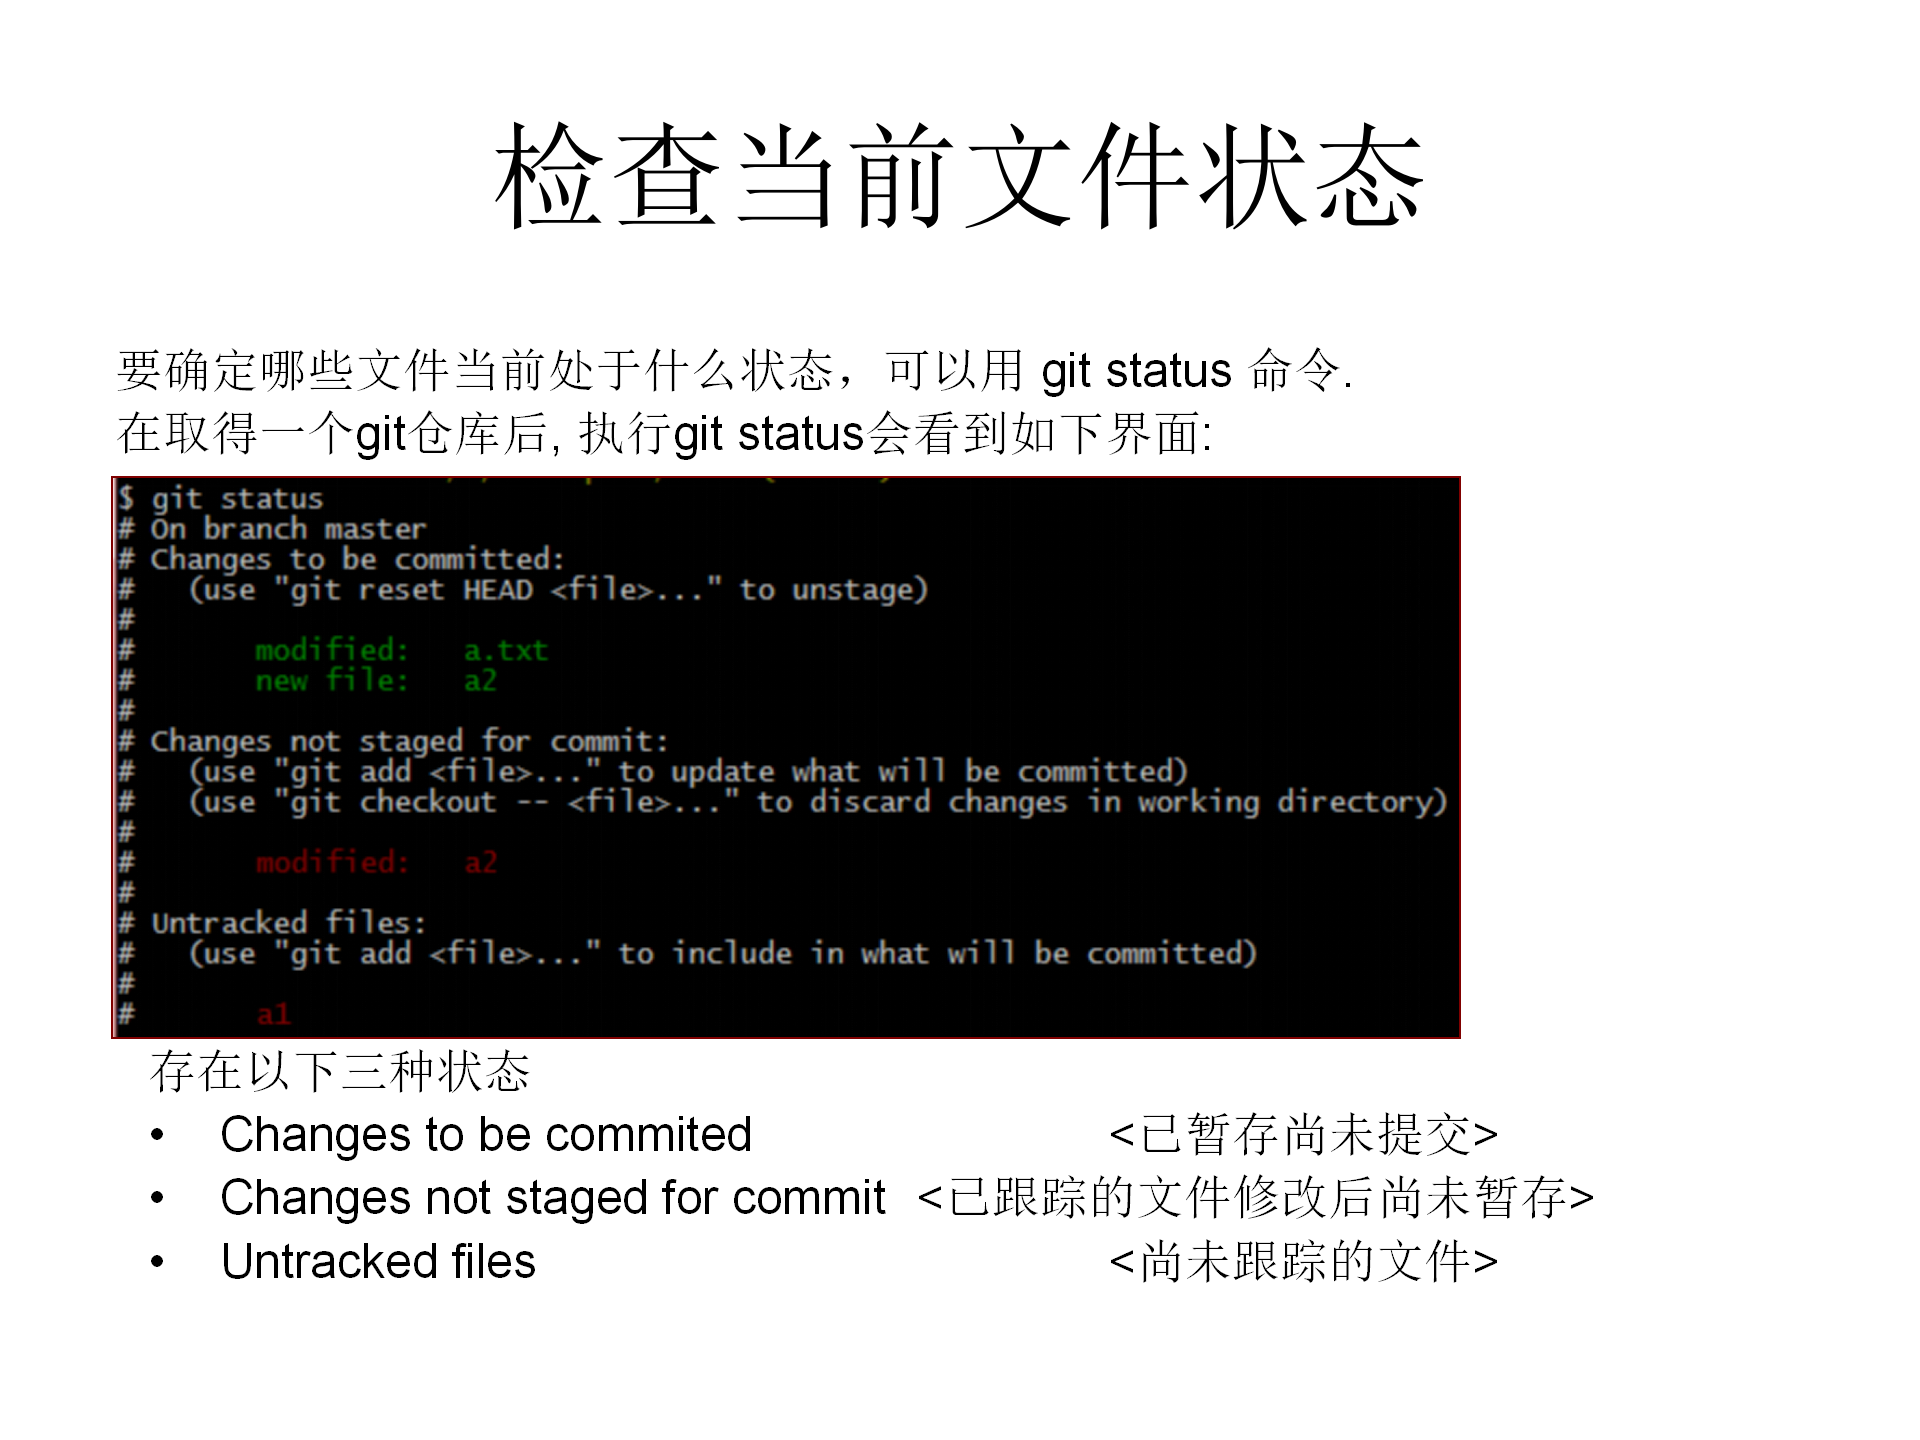 检查当前文件状态
要确定哪些文件当前处于什么状态，可以用 git status 命令.
在取得一个git仓库后, 执行git status会看到如下界面:
$ git status
# On branch master
# Changes to be committed:
#   (use "git reset HEAD <file>..." to unstage)
#
#       modified:   a.txt
#       new file:   a2
#
# Changes not staged for commit:
#   (use "git add <file>..." to update what will be committed)
#   (use "git checkout -- <file>..." to discard changes in working directory)
#
#       modified:   a2
#
# Untracked files:
#   (use "git add <file>..." to include in what will be committed)
#
#       a1
存在以下三种状态
• Changes to be commited <已暂存尚未提交>
• Changes not staged for commit <已跟踪的文件修改后尚未暂存>
• Untracked files <尚未跟踪的文件>